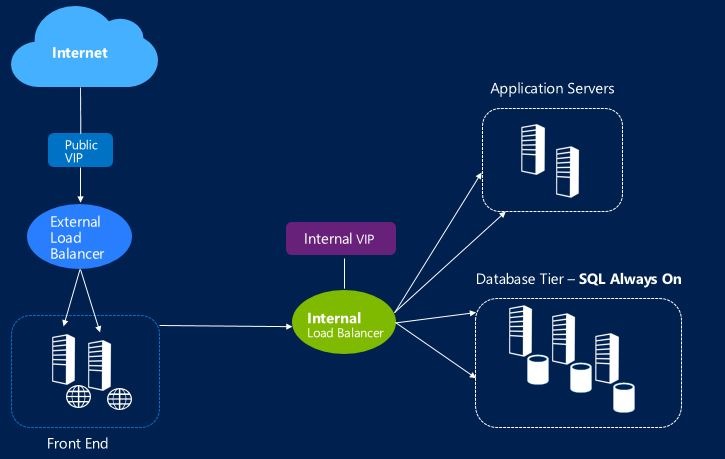 Internet
Public
VIP
External
Load
Balancer
Front End
Internal VIP
Internal
Load Balancer
Application Servers
Database Tier – SQL Always On